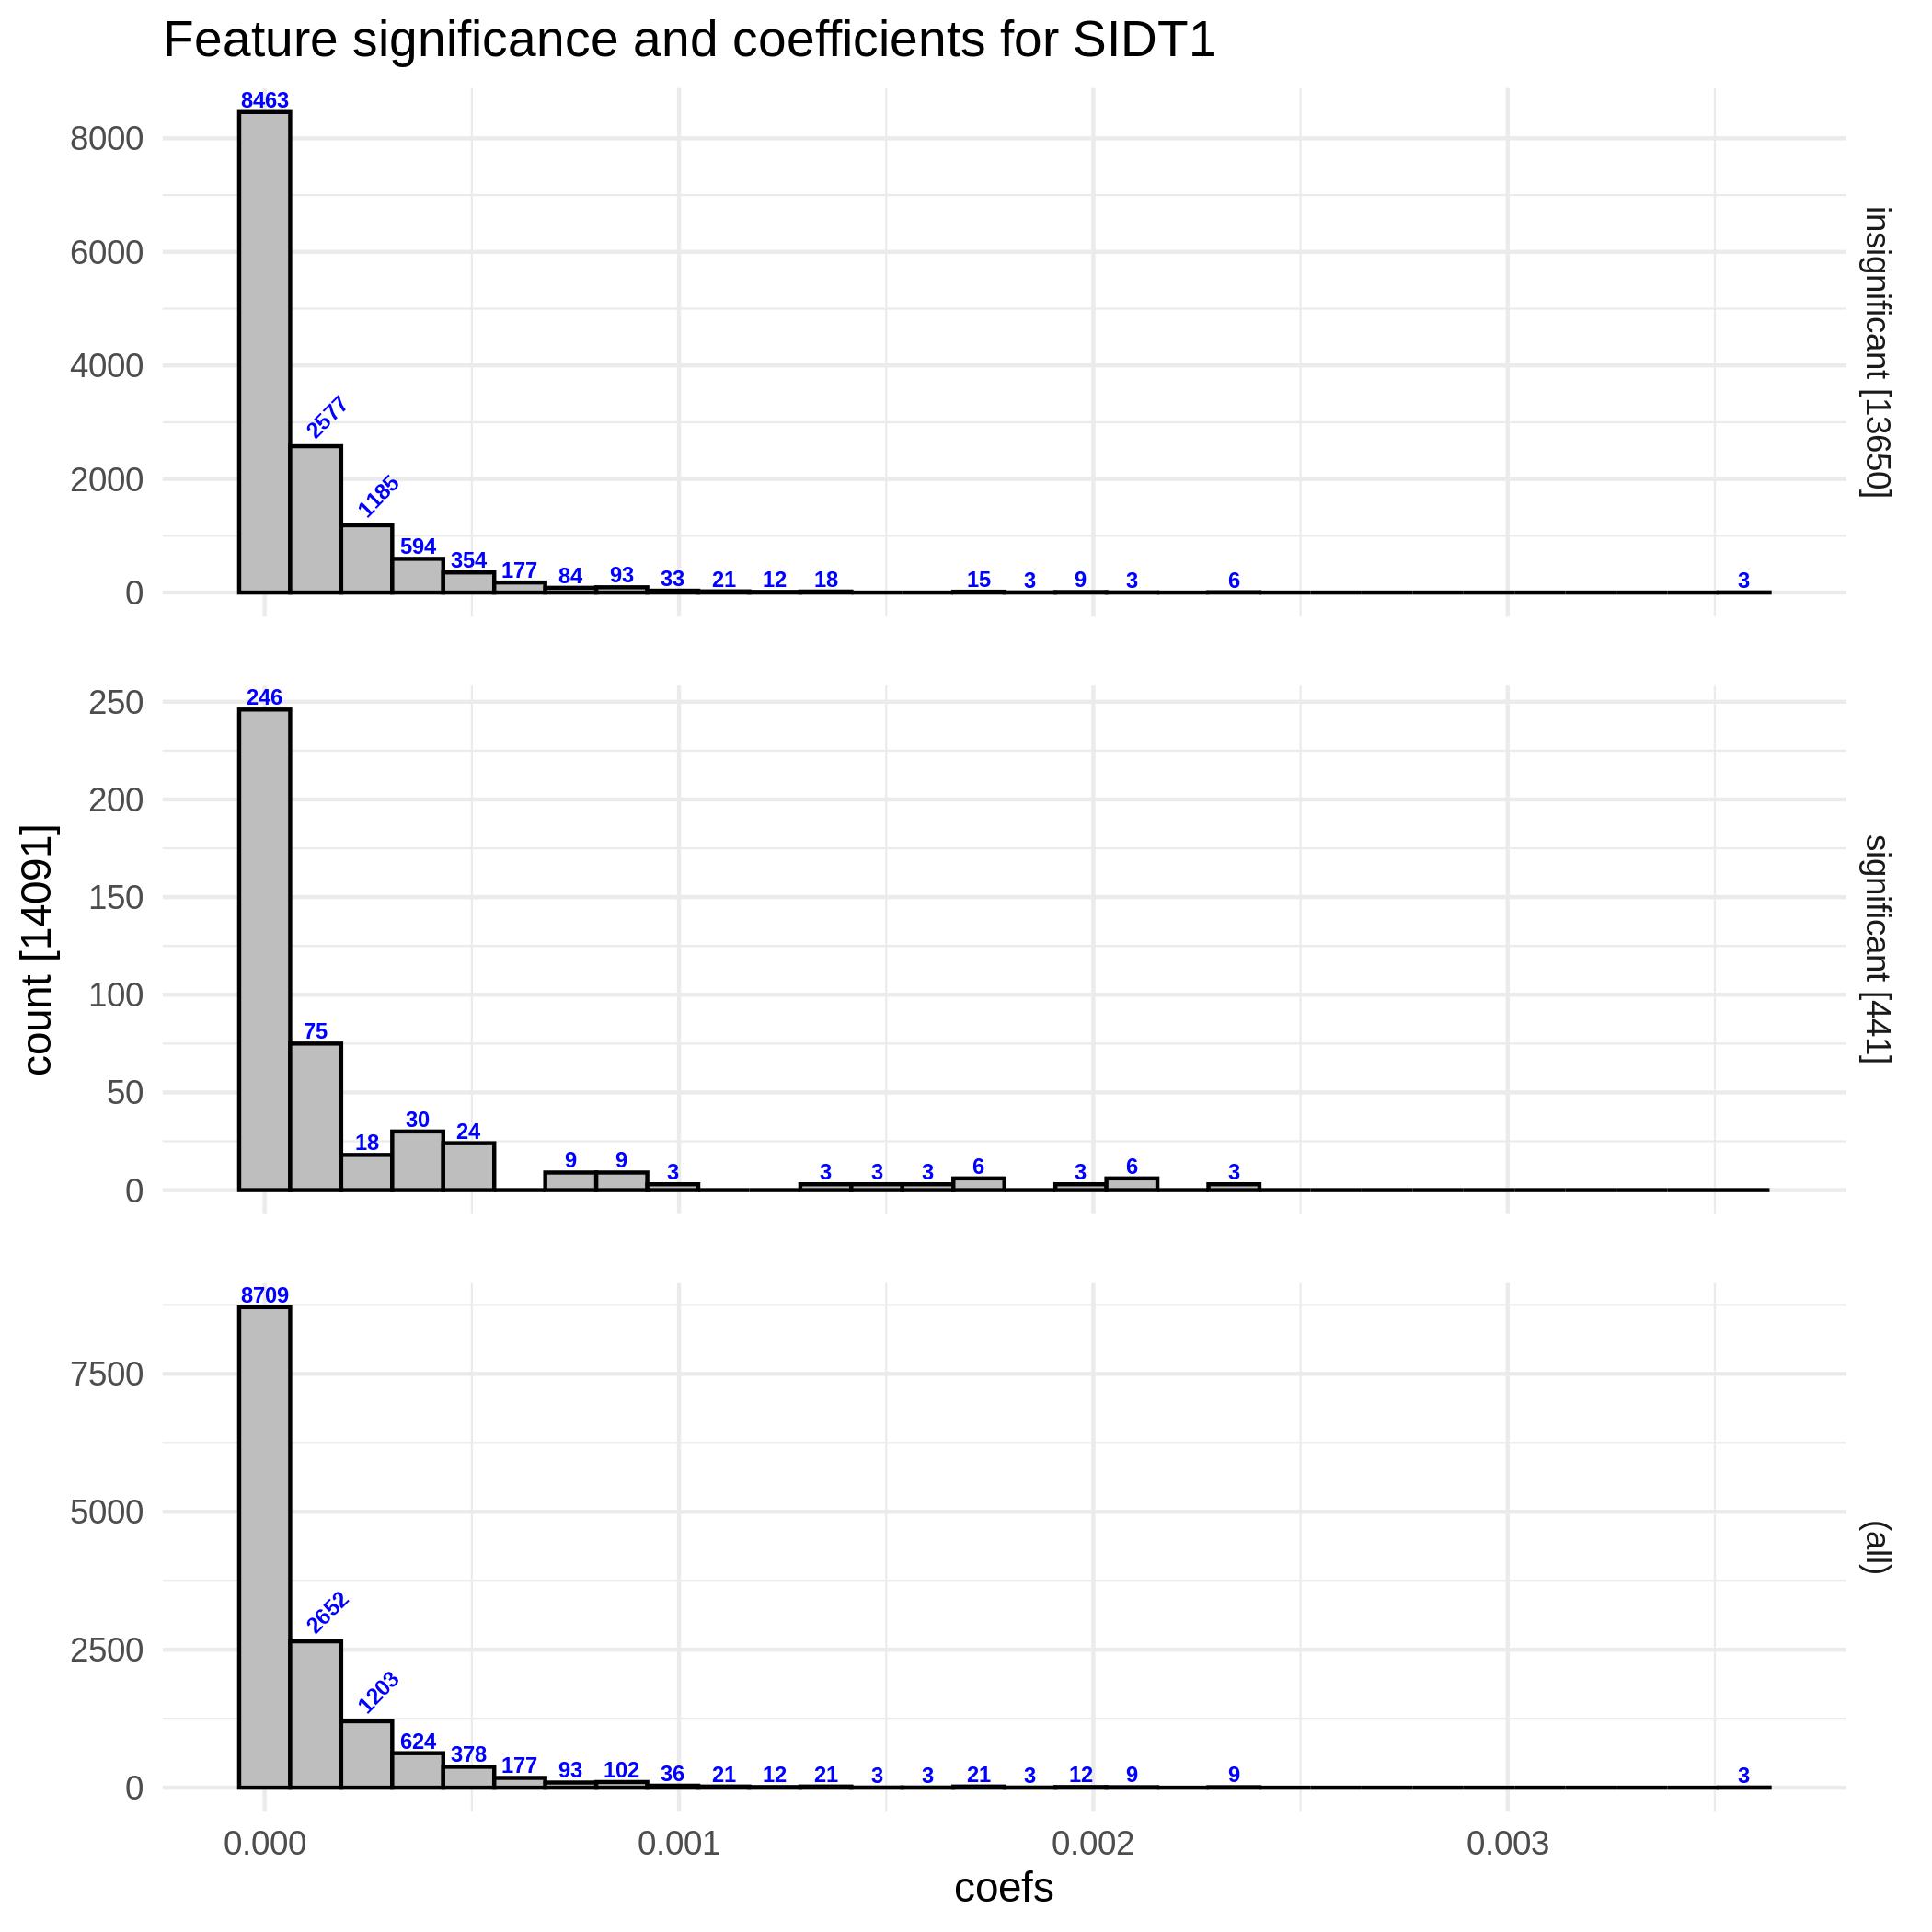 Feature significance and coefficients for SIDT1
8463
8000
6000
4000
2577
2000
1185
594 354 177 84 93 33 21 12 18 15 3 9 3 6 3
0
insignificant [13650]
count [14091]
246
250
200
150
100
75
50
18 30 24 9 9 3 3 3 3 6 3 6 3
0
significant [441]
8709
7500
5000
2652
2500
1203
624 378 177 93 102 36 21 12 21 3 3 21 3 12 9 9 3
0
(all)
0.000 0.001 0.002 0.003
coefs